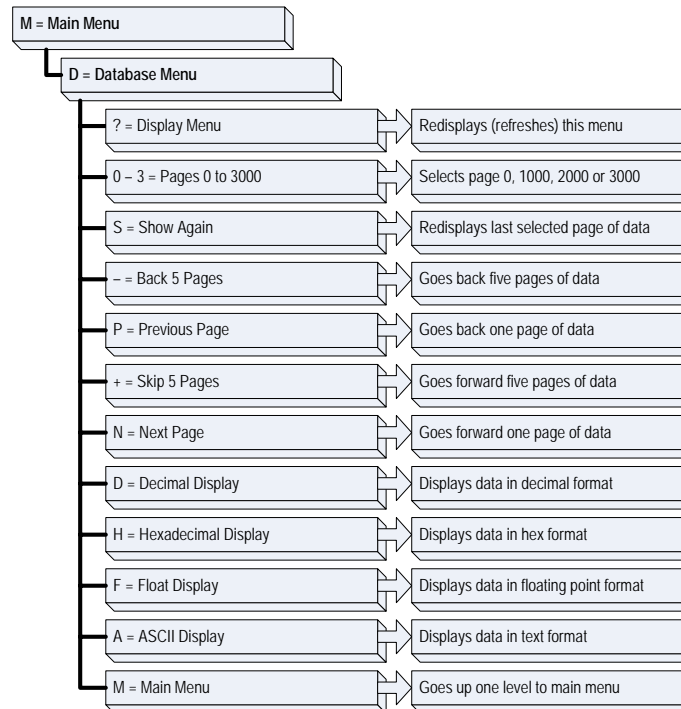 M = Main Menu
D = Database Menu
? = Display Menu
Redisplays (refreshes) this menu
0 – 3 = Pages 0 to 3000
Selects page 0, 1000, 2000 or 3000
S = Show Again
Redisplays last selected page of data
– = Back 5 Pages
Goes back five pages of data
P = Previous Page
Goes back one page of data
+ = Skip 5 Pages
Goes forward five pages of data
N = Next Page
Goes forward one page of data
D = Decimal Display
Displays data in decimal format
H = Hexadecimal Display
Displays data in hex format
F = Float Display
Displays data in floating point format
A = ASCII Display
Displays data in text format
M = Main Menu
Goes up one level to main menu